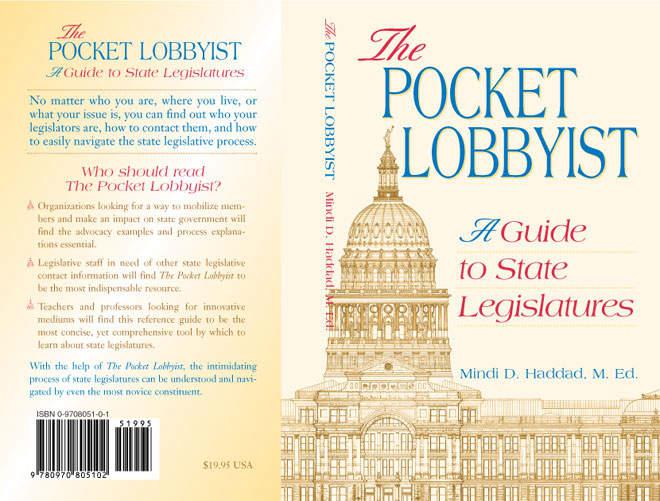 The
POCKET LOBBYIST
A Guide to State Legislatures
No matter who you are, where you live, or
what your issue is, you can find out who your
legislators are, how to contact them, and how
to easily navigate the state legislative process.
Who should read
The Pocket Lobbyist?
Organizations looking for a way to mobilize mem-
bers and make an impact on state government will
find the advocacy examples and process explana-
tions essential.
Legislative staff in need of other state legislative
contact information will find The Pocket Lobbyist to
be the most indispensable resource.
Teachers and professors looking for innovative
mediums will find this reference guide to be the
most concise, yet comprehensive tool by which to
learn about state legislatures.
With the help of The Pocket Lobbyist, the intimidating
process of state legislatures can be understood and navi-
gated by even the most novice constituent.
ISBN 0-9708051-0-1
51995
9 780970 805102
$19.95 USA
The POCKET LOBBYIST Mindi D. Haddad, M. Ed.
The
POCKET
LOBBYIST
A Guide
to State
Legislatures
Mindi D. Haddad, M. Ed.